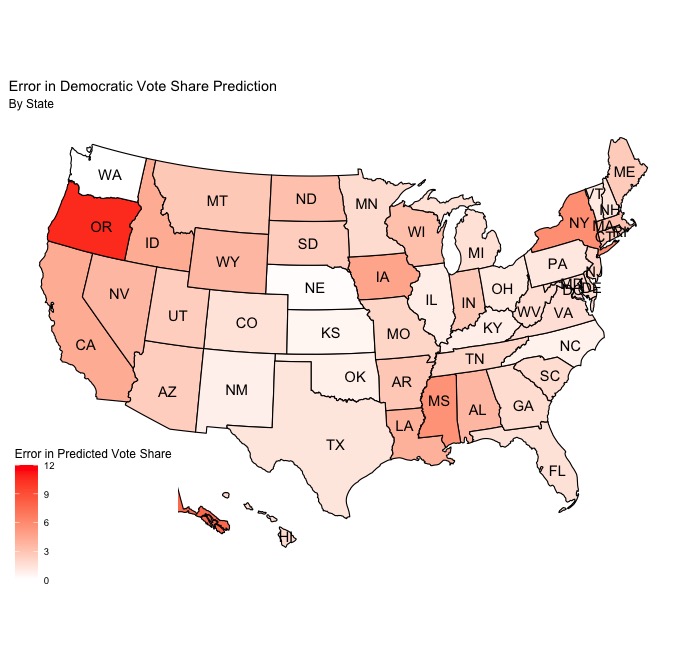 Error in Democratic Vote Share Prediction
By State
WA
ME
MT
ND
VT
MN
NH
OR
NY
MA
ID
WI
CT
RI
SD
MI
WY
PA
IA
NE
NJ
OH
MD
DE
DC
NV
IL
IN
UT
CO
WV
VA
KS
MO
KY
CA
NC
TN
OK
SC
NM
AZ
AR
MS
AL
GA
LA
TX
FL
Error in Predicted Vote Share
12
9
6
3
0
HI